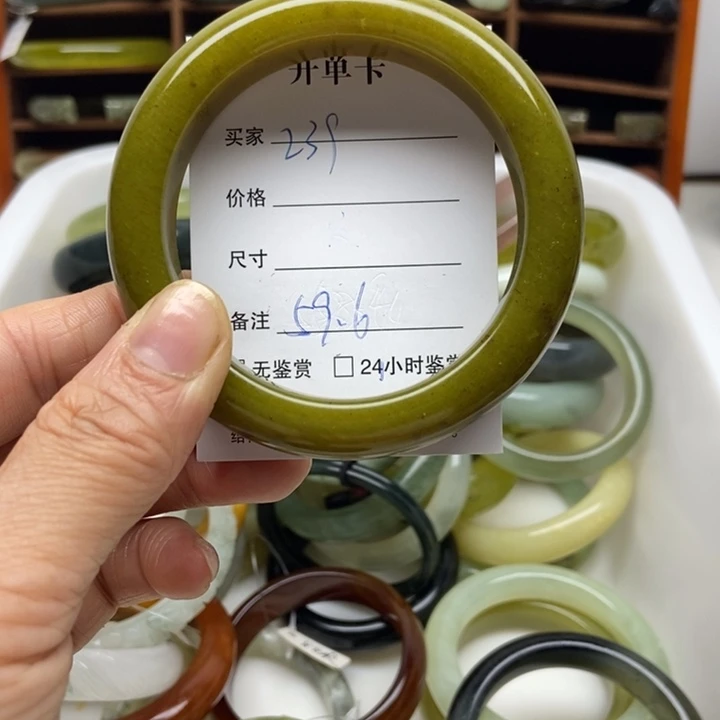 开单卡
买家 239
价格
尺寸
备注 59.6
无鉴赏 □ 24小时鉴赏